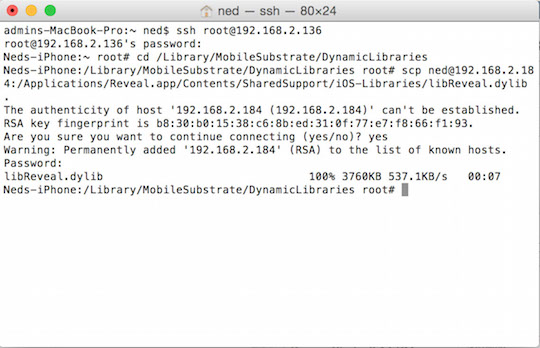 ned — ssh — 80×24
admins-MacBook-Pro:~ ned$ ssh root@192.168.2.136
root@192.168.2.136's password:
Neds-iPhone:~ root# cd /Library/MobileSubstrate/DynamicLibraries
Neds-iPhone:/Library/MobileSubstrate/DynamicLibraries root# scp ned@192.168.2.18
4:/Applications/Reveal.app/Contents/SharedSupport/iOS-Libraries/libReveal.dylib
.
The authenticity of host '192.168.2.184 (192.168.2.184)' can't be established.
RSA key fingerprint is b8:30:b0:15:38:c6:8b:ed:31:0f:77:e7:f8:66:f1:93.
Are you sure you want to continue connecting (yes/no)? yes
Warning: Permanently added '192.168.2.184' (RSA) to the list of known hosts.
Password:
libReveal.dylib 100% 3760KB 537.1KB/s 00:07
Neds-iPhone:/Library/MobileSubstrate/DynamicLibraries root#